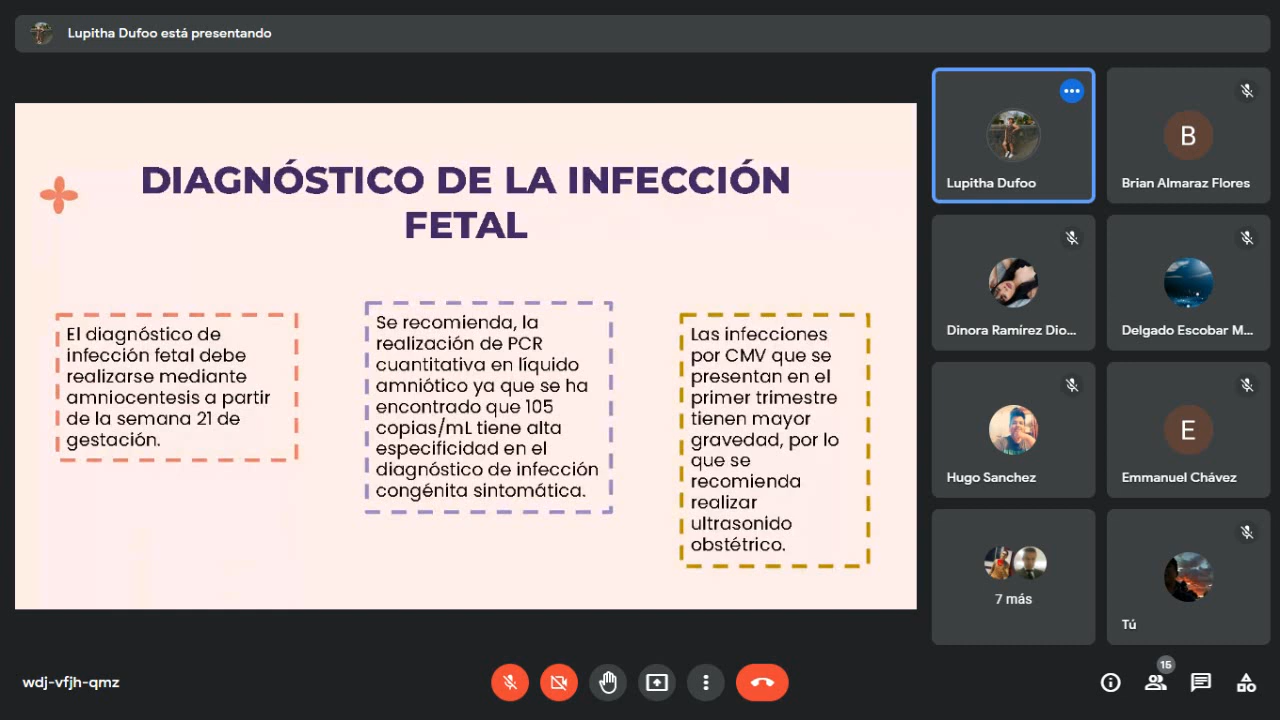 Lupitha Dufoo está presentando
DIAGNÓSTICO DE LA INFECCIÓN
FETAL
El diagnóstico de
infección fetal debe
realizarse mediante
amniocentesis a partir
de la semana 21 de
gestación.
Se recomienda, la
realización de PCR
cuantitativa en líquido
amniótico ya que se ha
encontrado que 105
copias/mL tiene alta
especificidad en el
diagnóstico de infección
congénita sintomática.
Las infecciones
por CMV que se
presentan en el
primer trimestre
tienen mayor
gravedad, por lo
que se
recomienda
realizar
ultrasonido
obstétrico.
Lupitha Dufoo
B
Brian Almaraz Flores
Dinora Ramírez Dio...
Delgado Escobar M...
Hugo Sanchez
E
Emmanuel Chávez
7 más
Tú
wdj-vfjh-qmz
15